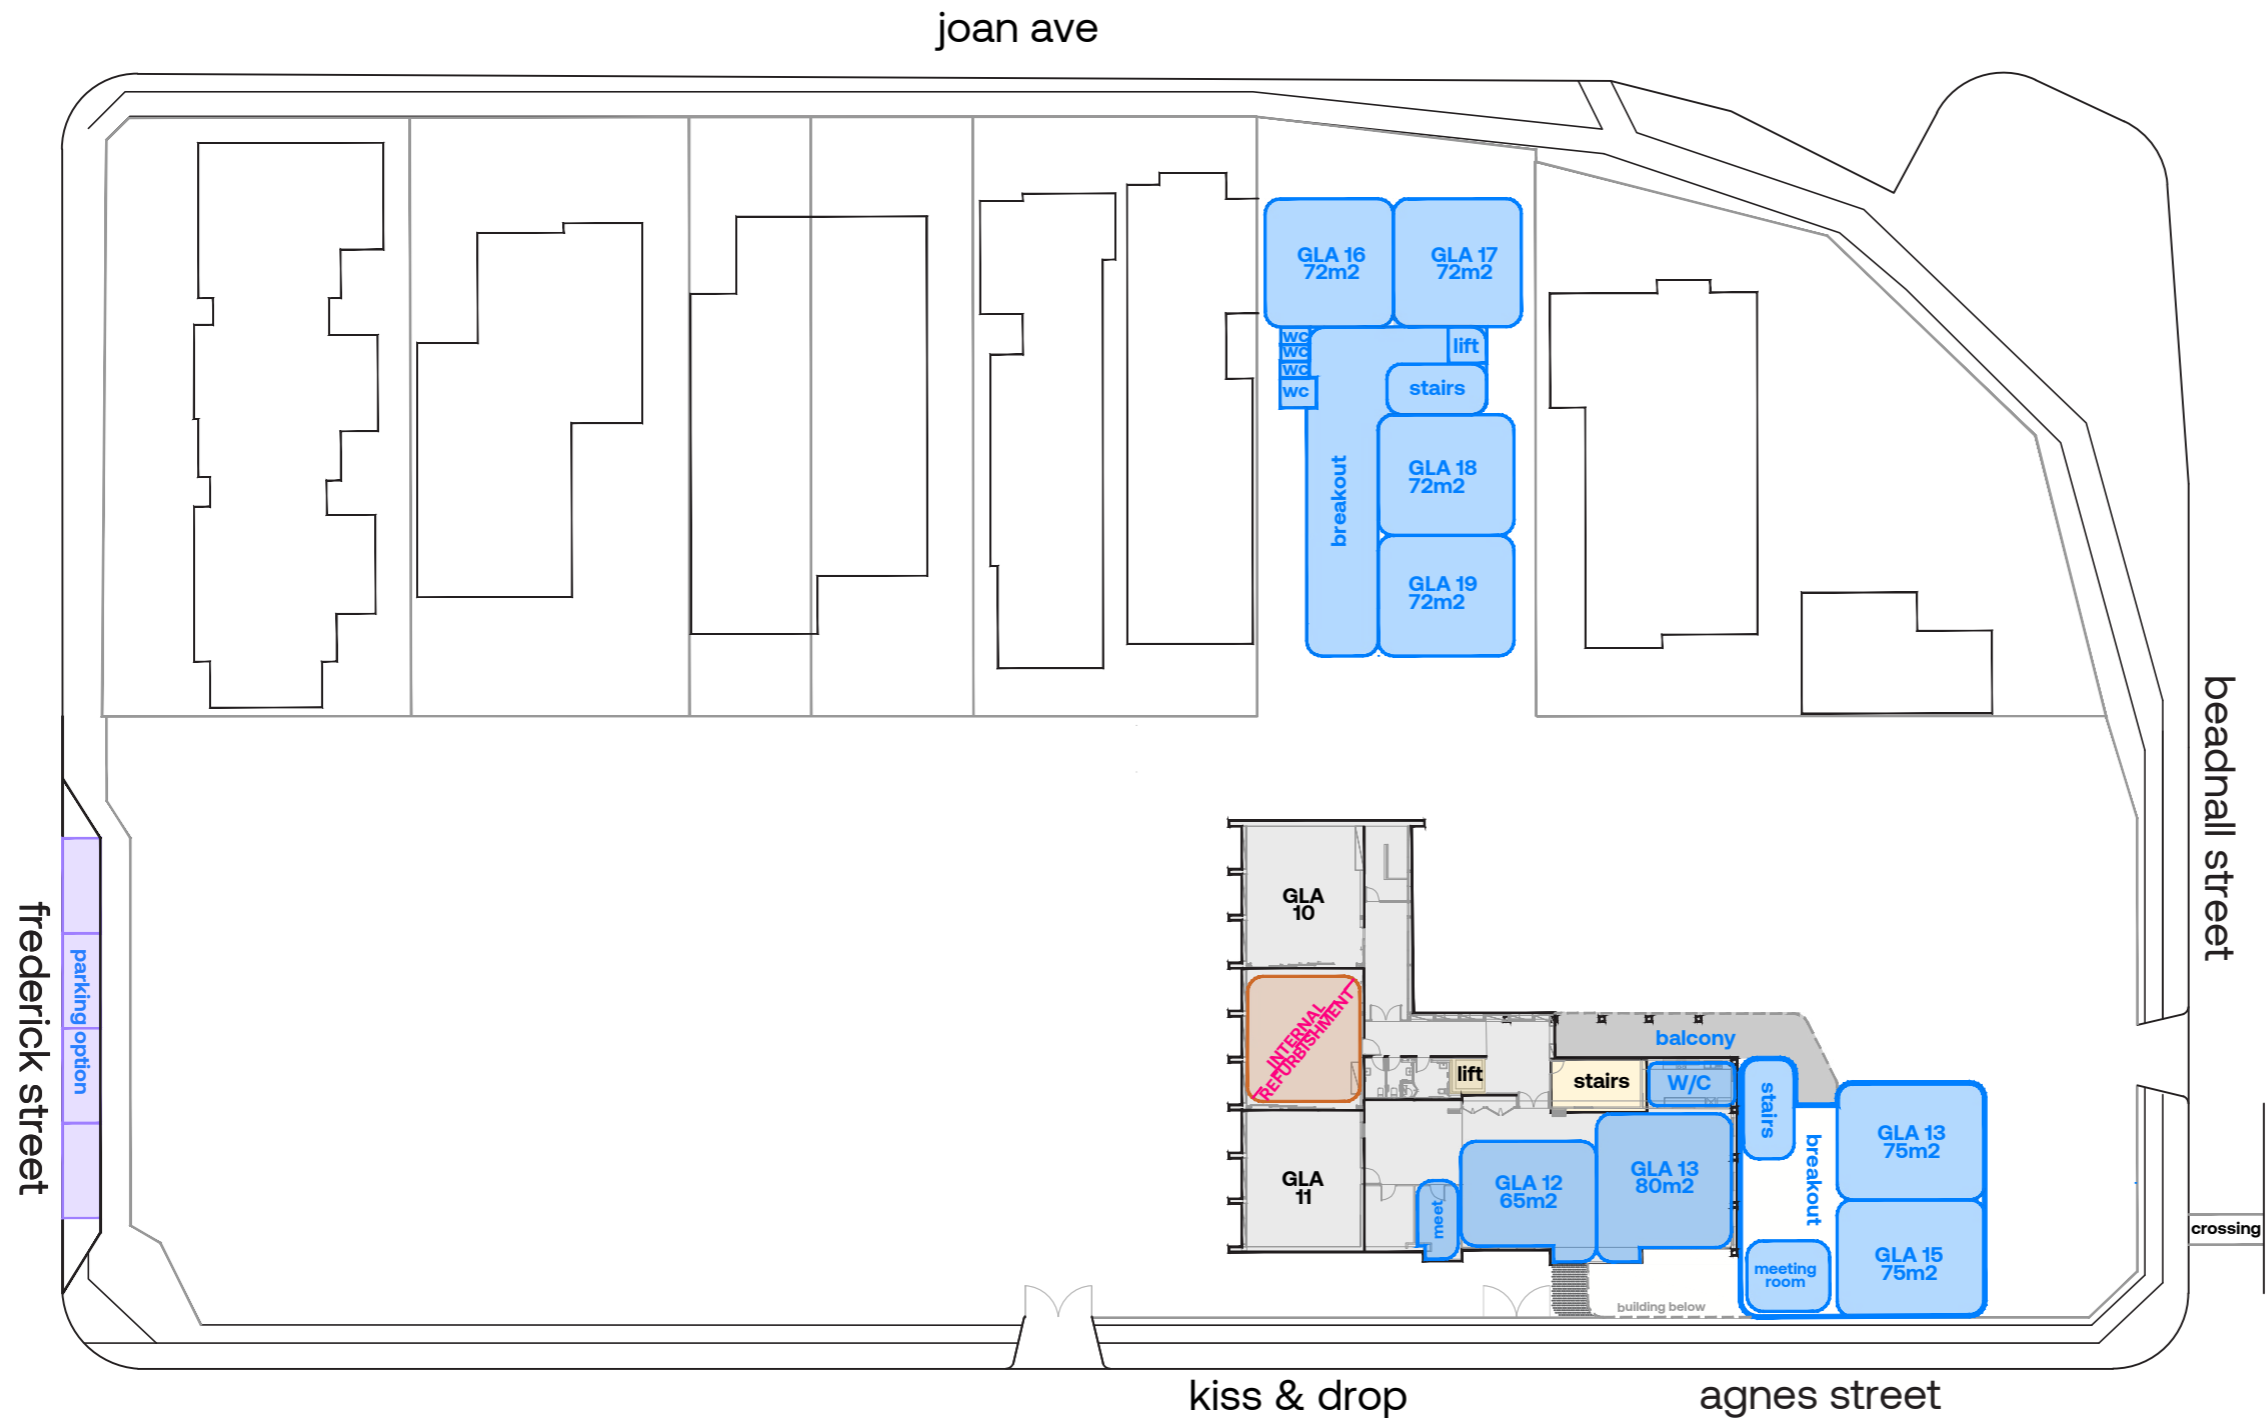 joan ave
GLA 16
72m2
GLA 17
72m2
wc
wc
wc
wc
lift
stairs
GLA 18
72m2
breakout
GLA 19
72m2
beadnall street
frederick street
parking option
GLA
10
INTERNAL
REFURBISHMENT
GLA
11
lift
stairs
W/C
balcony
stairs
breakout
GLA 13
75m2
GLA 12
65m2
GLA 13
80m2
meet
meeting
room
GLA 15
75m2
building below
crossing
kiss & drop
agnes street